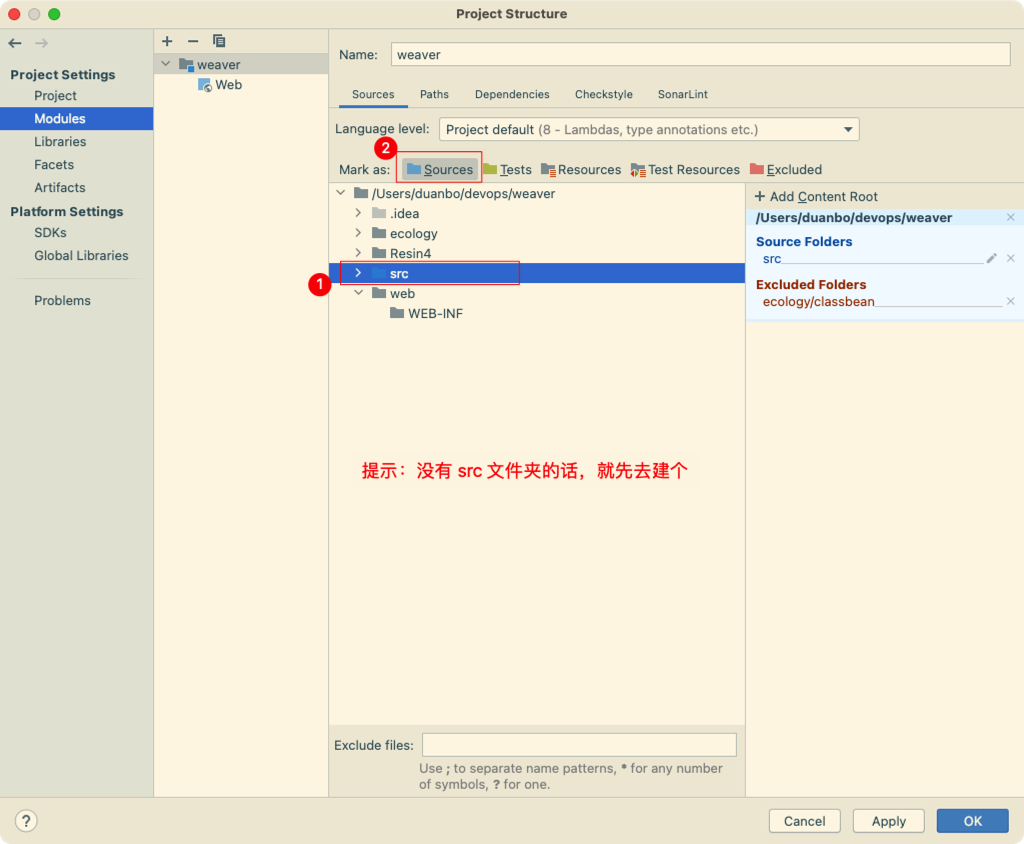 Project Structure
Project Settings
Project
Modules
Libraries
Facets
Artifacts
Platform Settings
SDKs
Global Libraries
Problems
weaver
Web
Name: weaver
Sources Paths Dependencies Checkstyle SonarLint
Language level: Project default (8 - Lambdas, type annotations etc.)
2
Mark as: Sources Tests Resources Test Resources Excluded
/Users/duanbo/devops/weaver
.idea
ecology
Resin4
1 src
web
WEB-INF
提示：没有 src 文件夹的话，就先去建个
+ Add Content Root
/Users/duanbo/devops/weaver
Source Folders
src
Excluded Folders
ecology/classbean
Exclude files:
Use ; to separate name patterns, * for any number
of symbols, ? for one.
? Cancel Apply OK